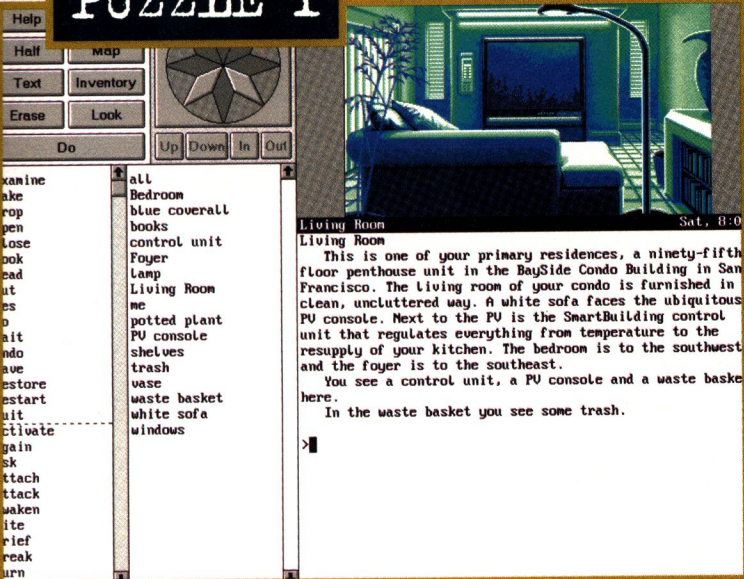 PUZZLE 1
Help
Half
Map
Text
Inventory
Erase
Look
Do
Up
Down
In
Out
xamine
ake
rop
pen
lose
ook
ead
ut
es
o
ait
ndo
ave
estore
estart
uit
ctivate
gain
sk
ttach
ttack
waken
ite
rief
reak
urn
all
Bedroom
blue coverall
books
control unit
Foyer
lamp
Living Room
me
potted plant
PV console
shelves
trash
vase
waste basket
white sofa
windows
Living Room Sat, 8:0
Living Room
This is one of your primary residences, a ninety-fifth
floor penthouse unit in the BaySide Condo Building in San
Francisco. The living room of your condo is furnished in
clean, uncluttered way. A white sofa faces the ubiquitous
PV console. Next to the PV is the SmartBuilding control
unit that regulates everything from temperature to the
resupply of your kitchen. The bedroom is to the southwest
and the foyer is to the southeast.
You see a control unit, a PV console and a waste baske
here.
In the waste basket you see some trash.
>